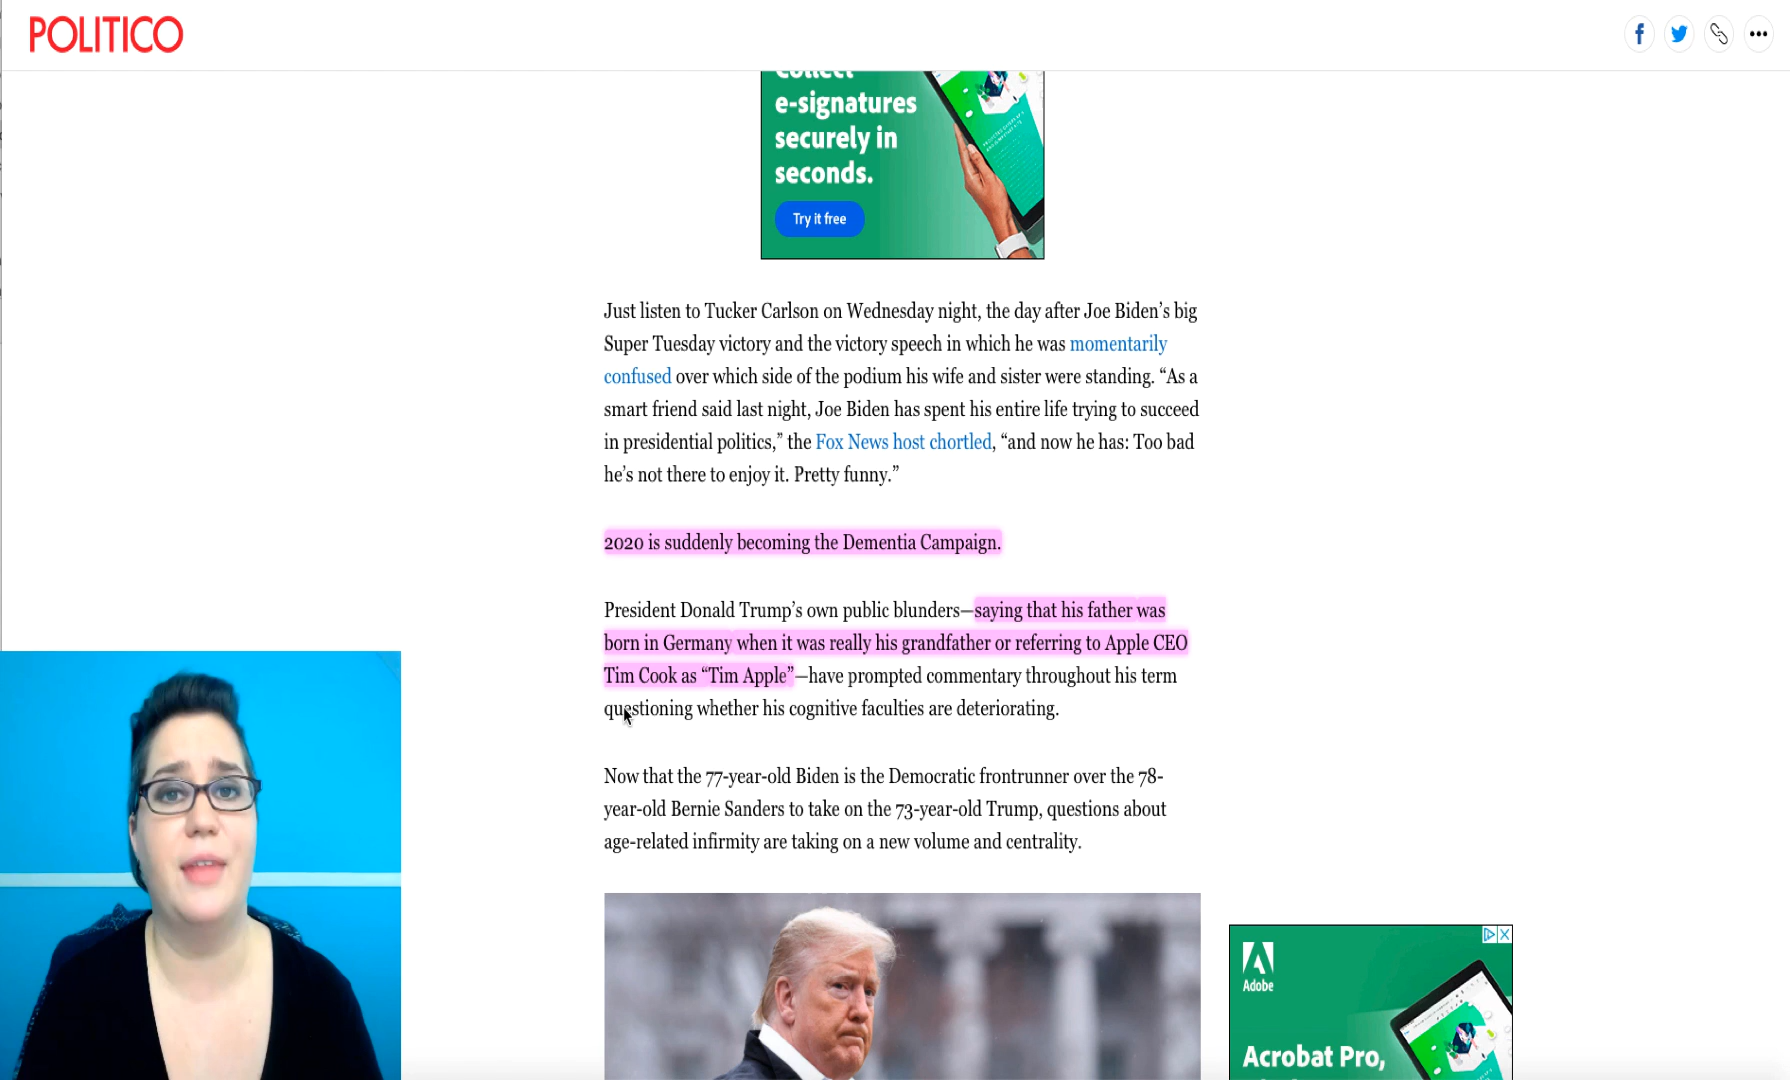 POLITICO
Collect
e-signatures
securely in
seconds.
Try it free
Just listen to Tucker Carlson on Wednesday night, the day after Joe Biden’s big
Super Tuesday victory and the victory speech in which he was momentarily
confused over which side of the podium his wife and sister were standing. “As a
smart friend said last night, Joe Biden has spent his entire life trying to succeed
in presidential politics,” the Fox News host chortled, “and now he has: Too bad
he’s not there to enjoy it. Pretty funny.”
2020 is suddenly becoming the Dementia Campaign.
President Donald Trump’s own public blunders—saying that his father was
born in Germany when it was really his grandfather or referring to Apple CEO
Tim Cook as “Tim Apple”—have prompted commentary throughout his term
questioning whether his cognitive faculties are deteriorating.
Now that the 77-year-old Biden is the Democratic frontrunner over the 78-
year-old Bernie Sanders to take on the 73-year-old Trump, questions about
age-related infirmity are taking on a new volume and centrality.
Adobe
Acrobat Pro,